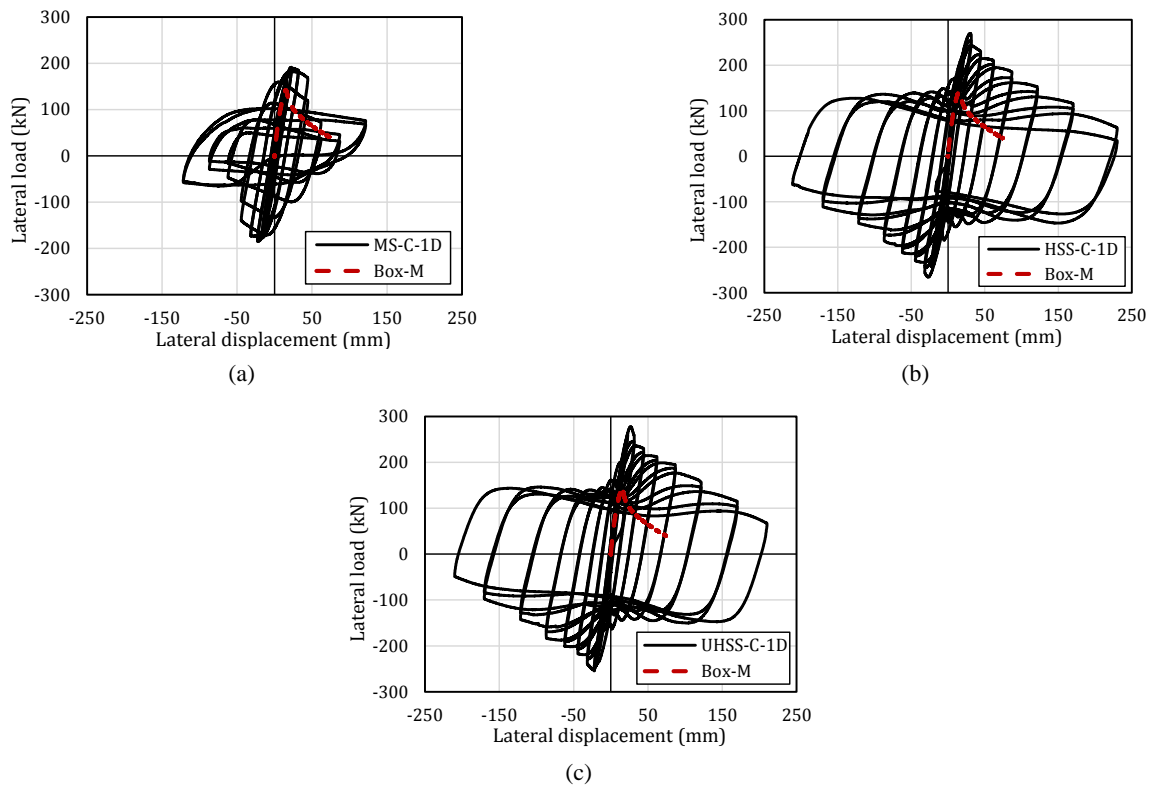 300
200
100
0
-100
-200
-300
Lateral load (kN)
MS-C-1D
Box-M
-250 -150 -50 50 150 250
Lateral displacement (mm)
(a)
300
200
100
0
-100
-200
-300
Lateral load (kN)
HSS-C-1D
Box-M
-250 -150 -50 50 150 250
Lateral displacement (mm)
(b)
300
200
100
0
-100
-200
-300
Lateral load (kN)
UHSS-C-1D
Box-M
-250 -150 -50 50 150 250
Lateral displacement (mm)
(c)